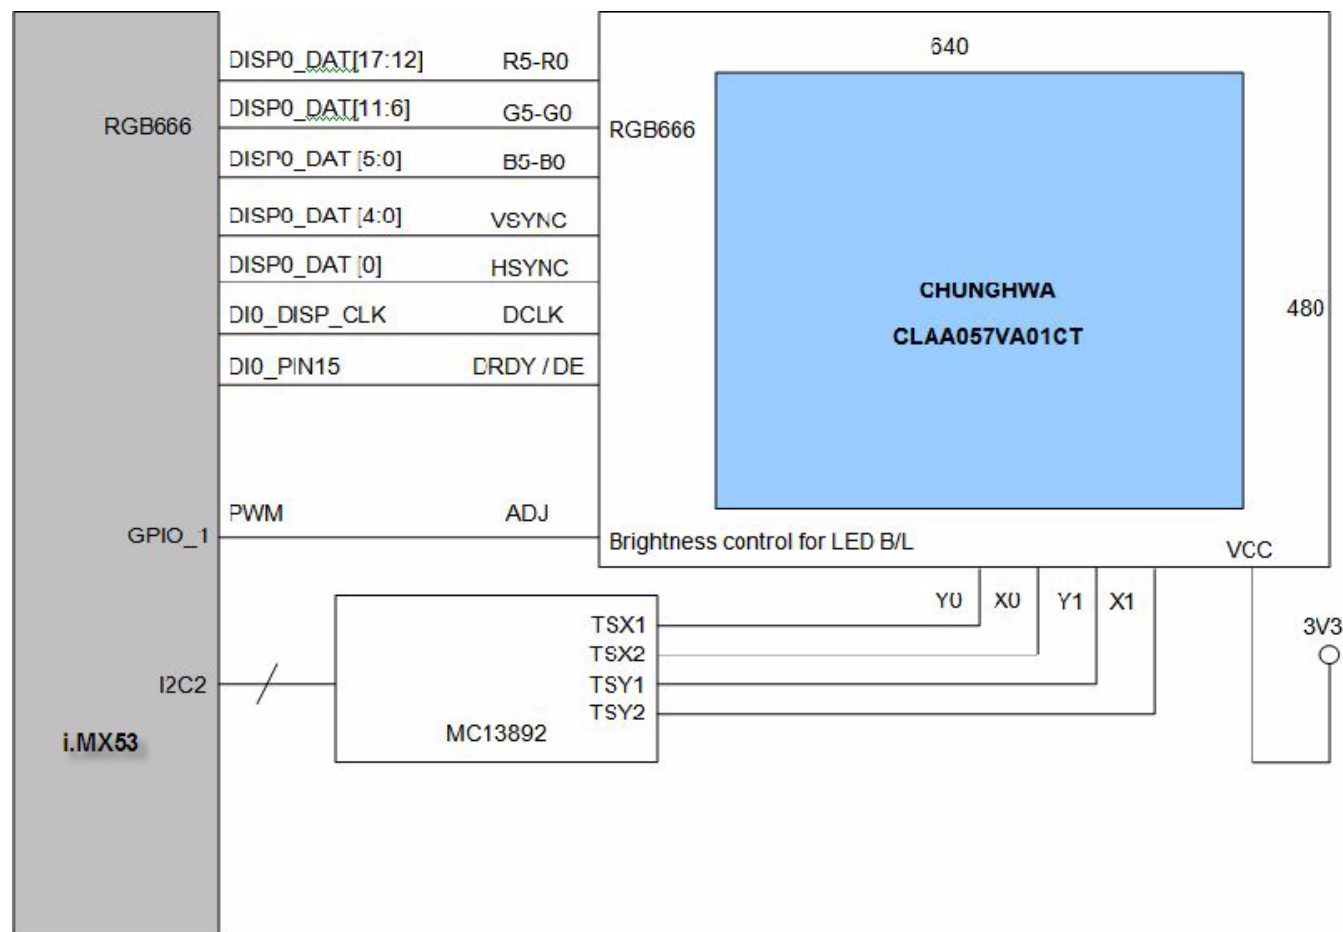 640
DISP0_DAT[17:12] R5-R0
DISP0_DAT[11:6] G5-G0
RGB666
RGB666
DISP0_DAT [5:0] B5-B0
DISP0_DAT [4:0] VSYNC
DISP0_DAT [0] HSYNC
CHUNGHWA
CLAA057VA01CT
480
DI0_DISP_CLK DCLK
DI0_PIN15 DRDY / DE
PWM ADJ
GPIO_1
Brightness control for LED B/L
VCC
Y0 X0 Y1 X1
3V3
TSX1
TSX2
TSY1
TSY2
I2C2
MC13892
i.MX53